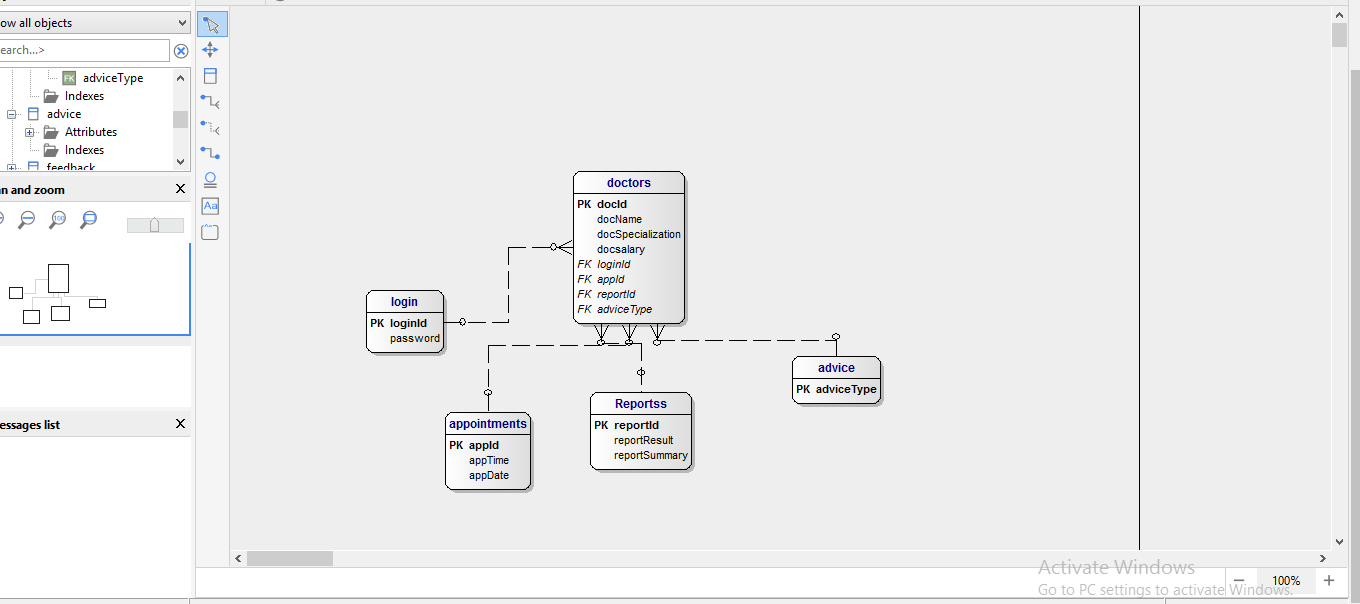 ow all objects
earch...>
FK adviceType
Indexes
advice
Attributes
Indexes
feedback
n and zoom
100
essages list
Aa
doctors
PK docId
docName
docSpecialization
docsalary
FK loginId
FK appId
FK reportId
FK adviceType
login
PK loginId
password
advice
PK adviceType
Reportss
PK reportId
reportResult
reportSummary
appointments
PK appId
appTime
appDate
Activate Windows
Go to PC settings to activate Windows.
100%